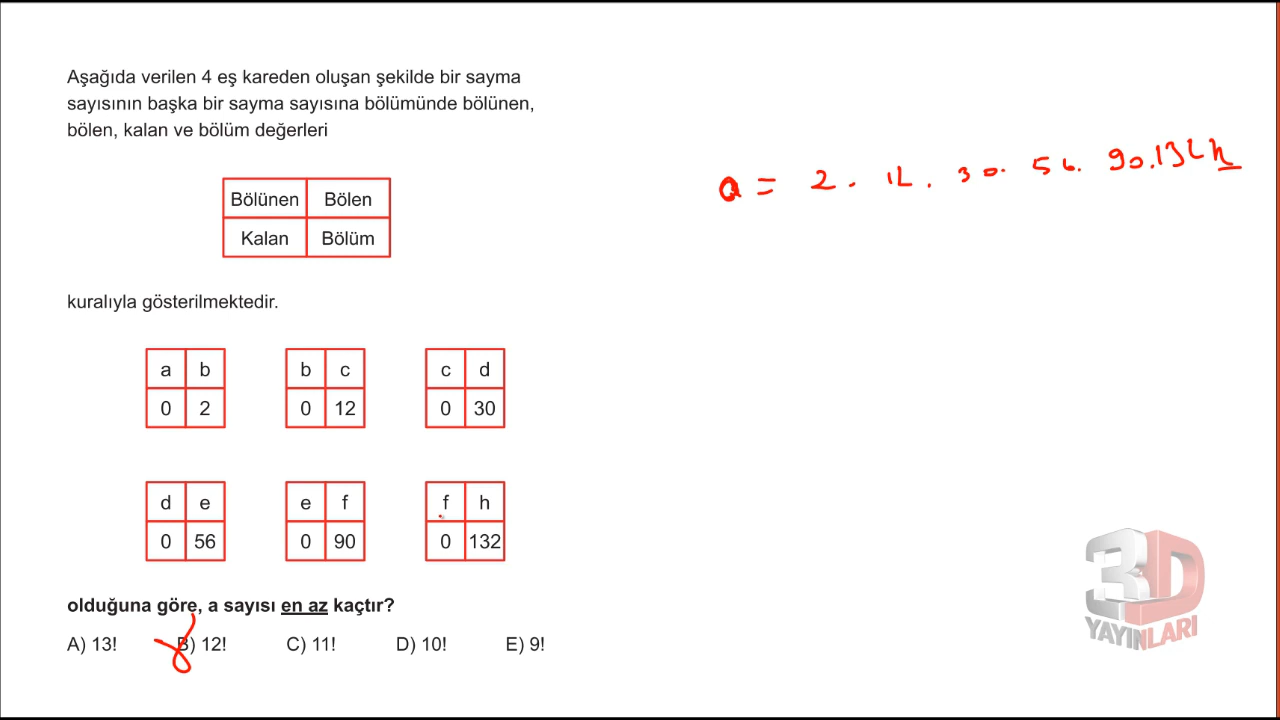 Aşağıda verilen 4 eş kareden oluşan şekilde bir sayma
sayısının başka bir sayma sayısına bölümünde bölünen,
bölen, kalan ve bölüm değerleri
Bölünen Bölen
Kalan Bölüm
kuralıyla gösterilmektedir.
a b
0 2
b c
0 12
c d
0 30
d e
0 56
e f
0 90
f h
0 132
olduğuna göre, a sayısı en az kaçtır?
A) 13! B) 12! C) 11! D) 10! E) 9!
a = 2 . 12 . 30 . 56 . 90 . 132 h
3D
YAYINLARI